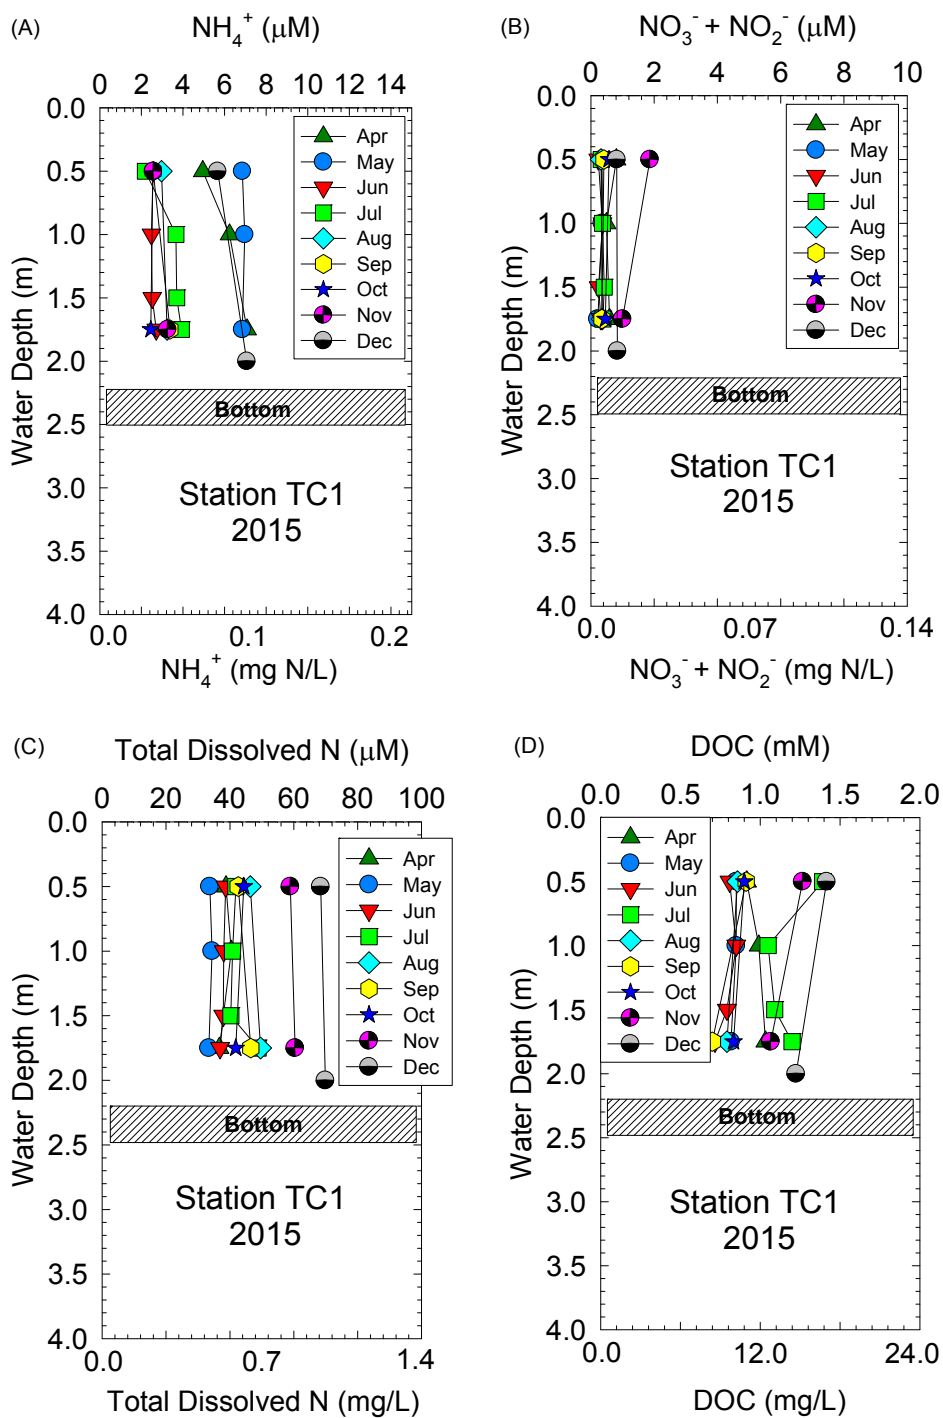 (A)
NH₄⁺ (μM)
0 2 4 6 8 10 12 14
0.0
0.5
1.0
1.5
2.0
2.5
3.0
3.5
4.0
Water Depth (m)
Apr
May
Jun
Jul
Aug
Sep
Oct
Nov
Dec
Bottom
Station TC1
2015
0.0 0.1 0.2
NH₄⁺ (mg N/L)
(B)
NO₃⁻ + NO₂⁻ (μM)
0 2 4 6 8 10
0.0
0.5
1.0
1.5
2.0
2.5
3.0
3.5
4.0
Water Depth (m)
Apr
May
Jun
Jul
Aug
Sep
Oct
Nov
Dec
Bottom
Station TC1
2015
0.0 0.07 0.14
NO₃⁻ + NO₂⁻ (mg N/L)
(C)
Total Dissolved N (μM)
0 20 40 60 80 100
0.0
0.5
1.0
1.5
2.0
2.5
3.0
3.5
4.0
Water Depth (m)
Apr
May
Jun
Jul
Aug
Sep
Oct
Nov
Dec
Bottom
Station TC1
2015
0.0 0.7 1.4
Total Dissolved N (mg/L)
(D)
DOC (mM)
0.0 0.5 1.0 1.5 2.0
0.0
0.5
1.0
1.5
2.0
2.5
3.0
3.5
4.0
Water Depth (m)
Apr
May
Jun
Jul
Aug
Sep
Oct
Nov
Dec
Bottom
Station TC1
2015
0.0 12.0 24.0
DOC (mg/L)